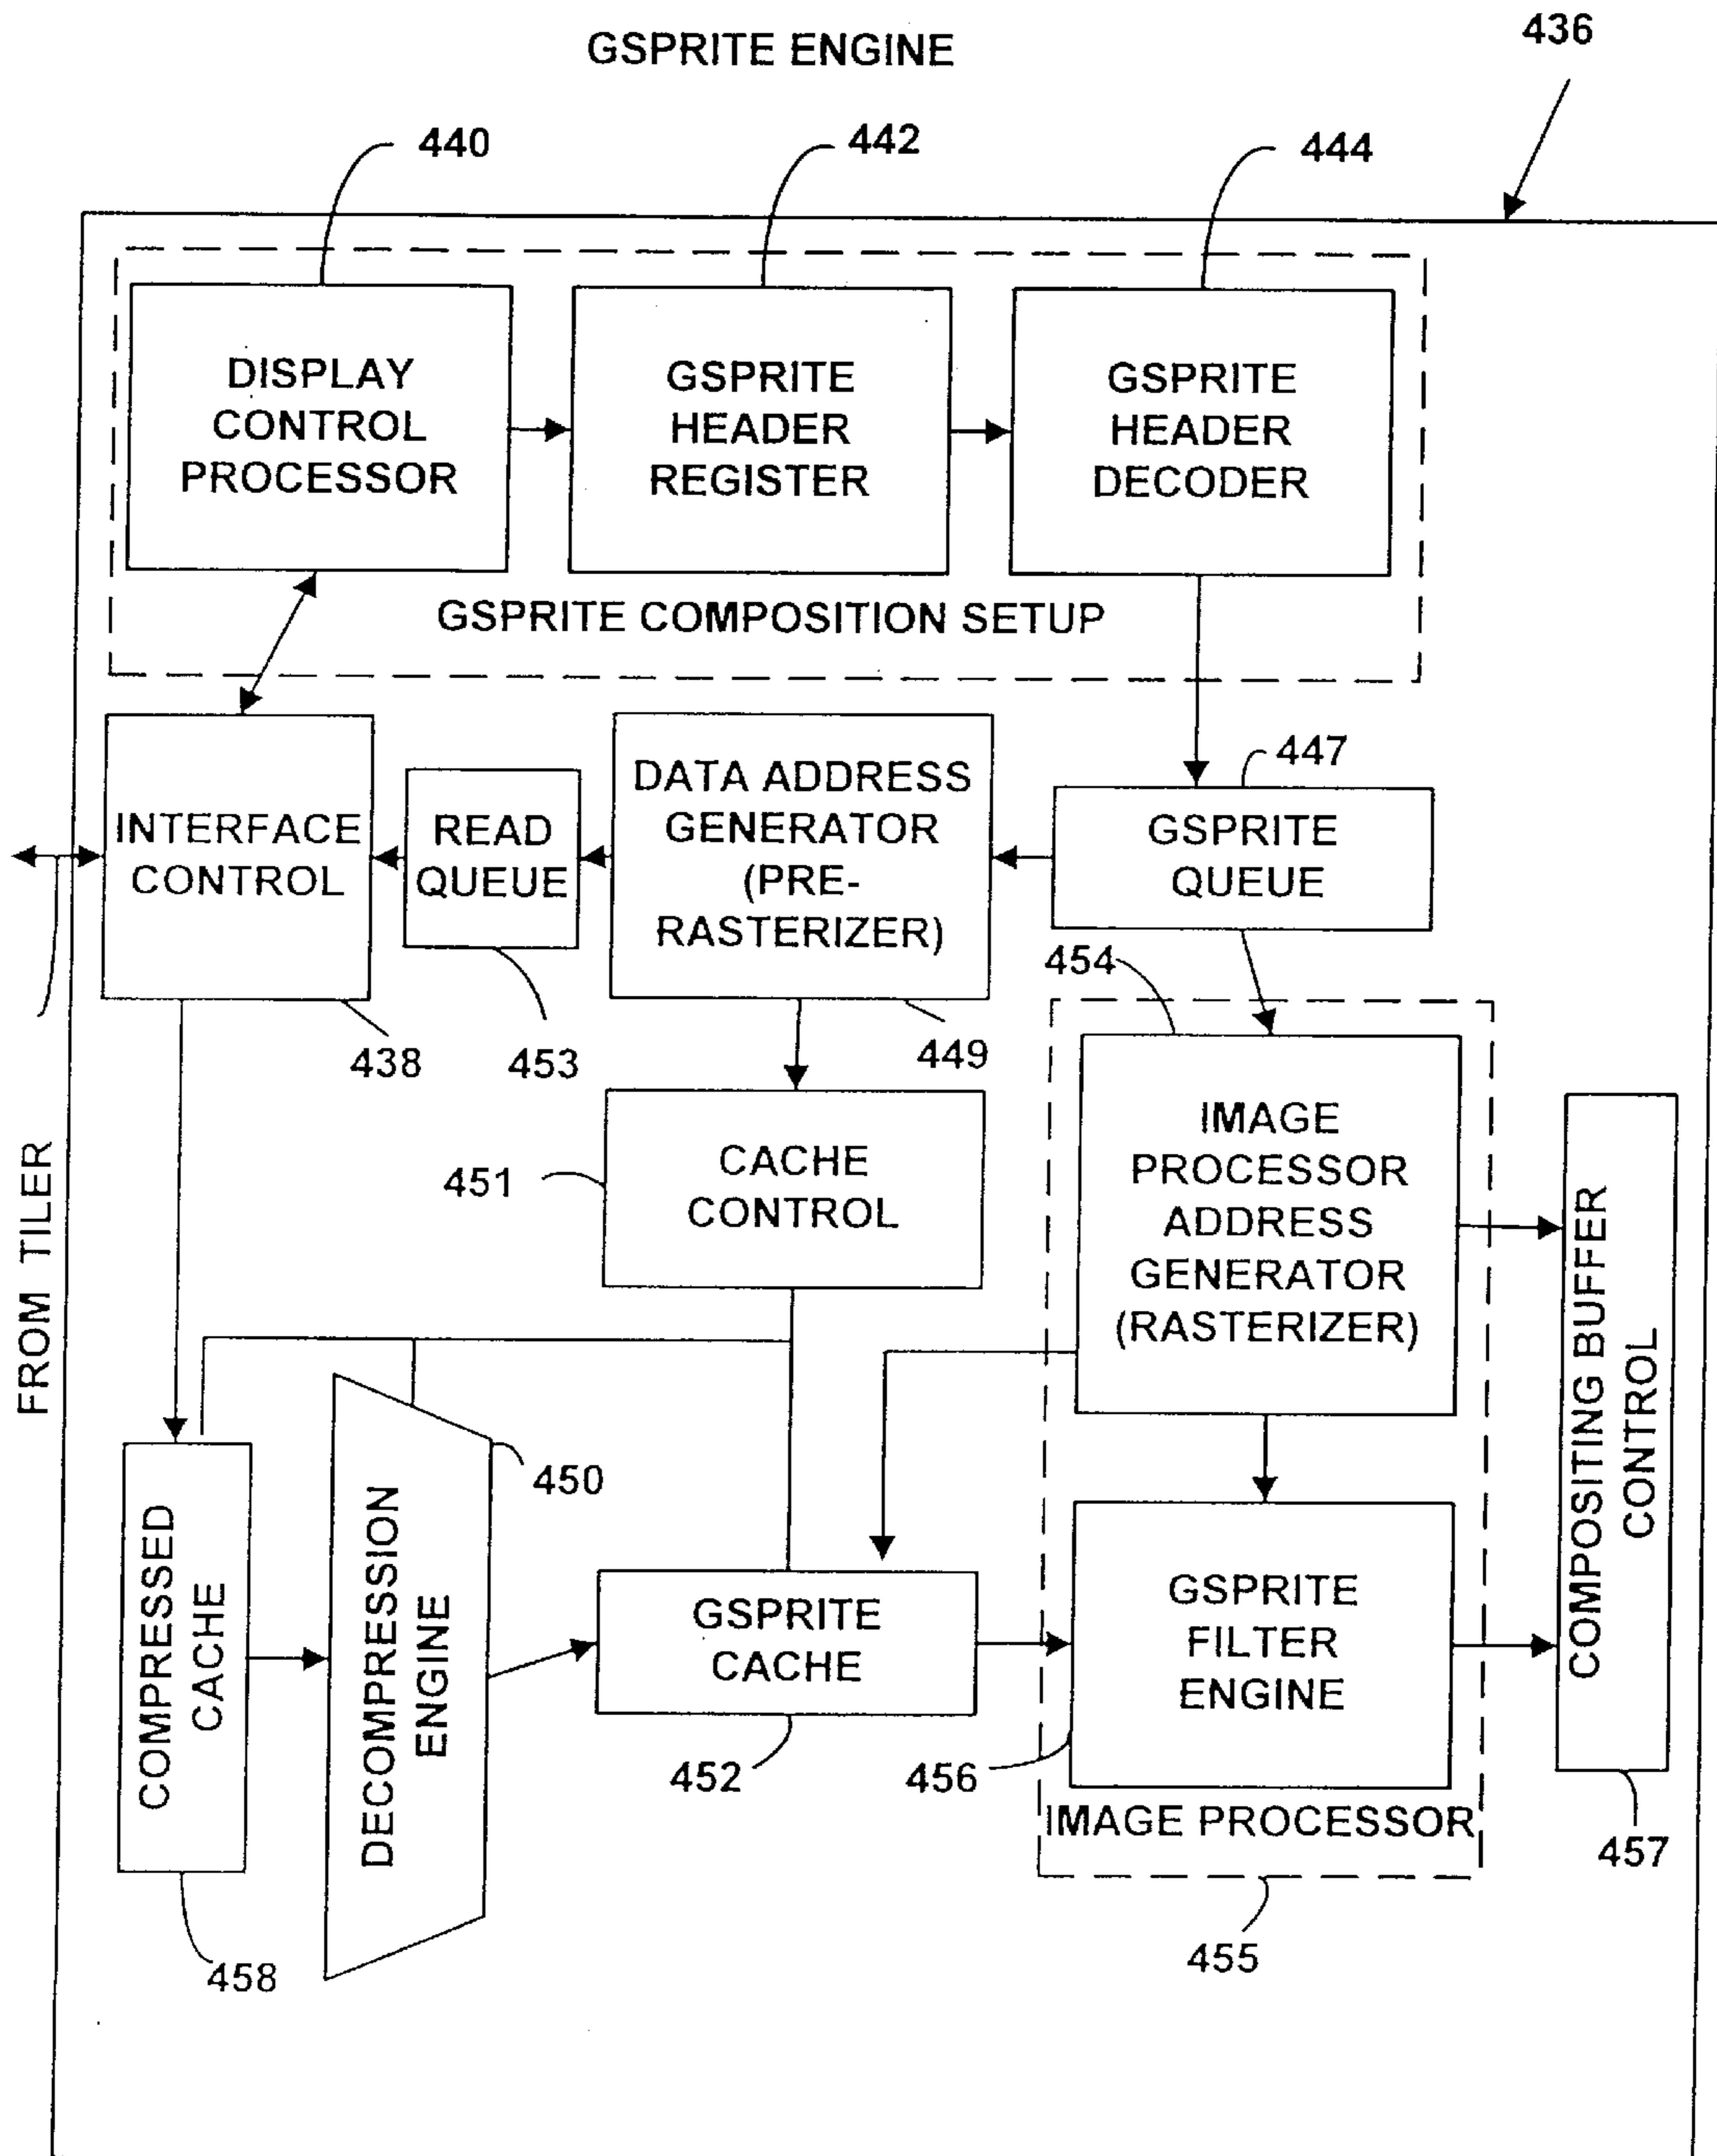 GSPRITE ENGINE
436
440
442
444
DISPLAY
CONTROL
PROCESSOR
GSPRITE
HEADER
REGISTER
GSPRITE
HEADER
DECODER
GSPRITE COMPOSITION SETUP
447
INTERFACE
CONTROL
READ
QUEUE
DATA ADDRESS
GENERATOR
(PRE-
RASTERIZER)
GSPRITE
QUEUE
454
438
453
449
FROM TILER
451
CACHE
CONTROL
IMAGE
PROCESSOR
ADDRESS
GENERATOR
(RASTERIZER)
COMPOSITING BUFFER
CONTROL
450
COMPRESSED
CACHE
DECOMPRESSION
ENGINE
GSPRITE
CACHE
GSPRITE
FILTER
ENGINE
452
456
IMAGE PROCESSOR
457
458
455